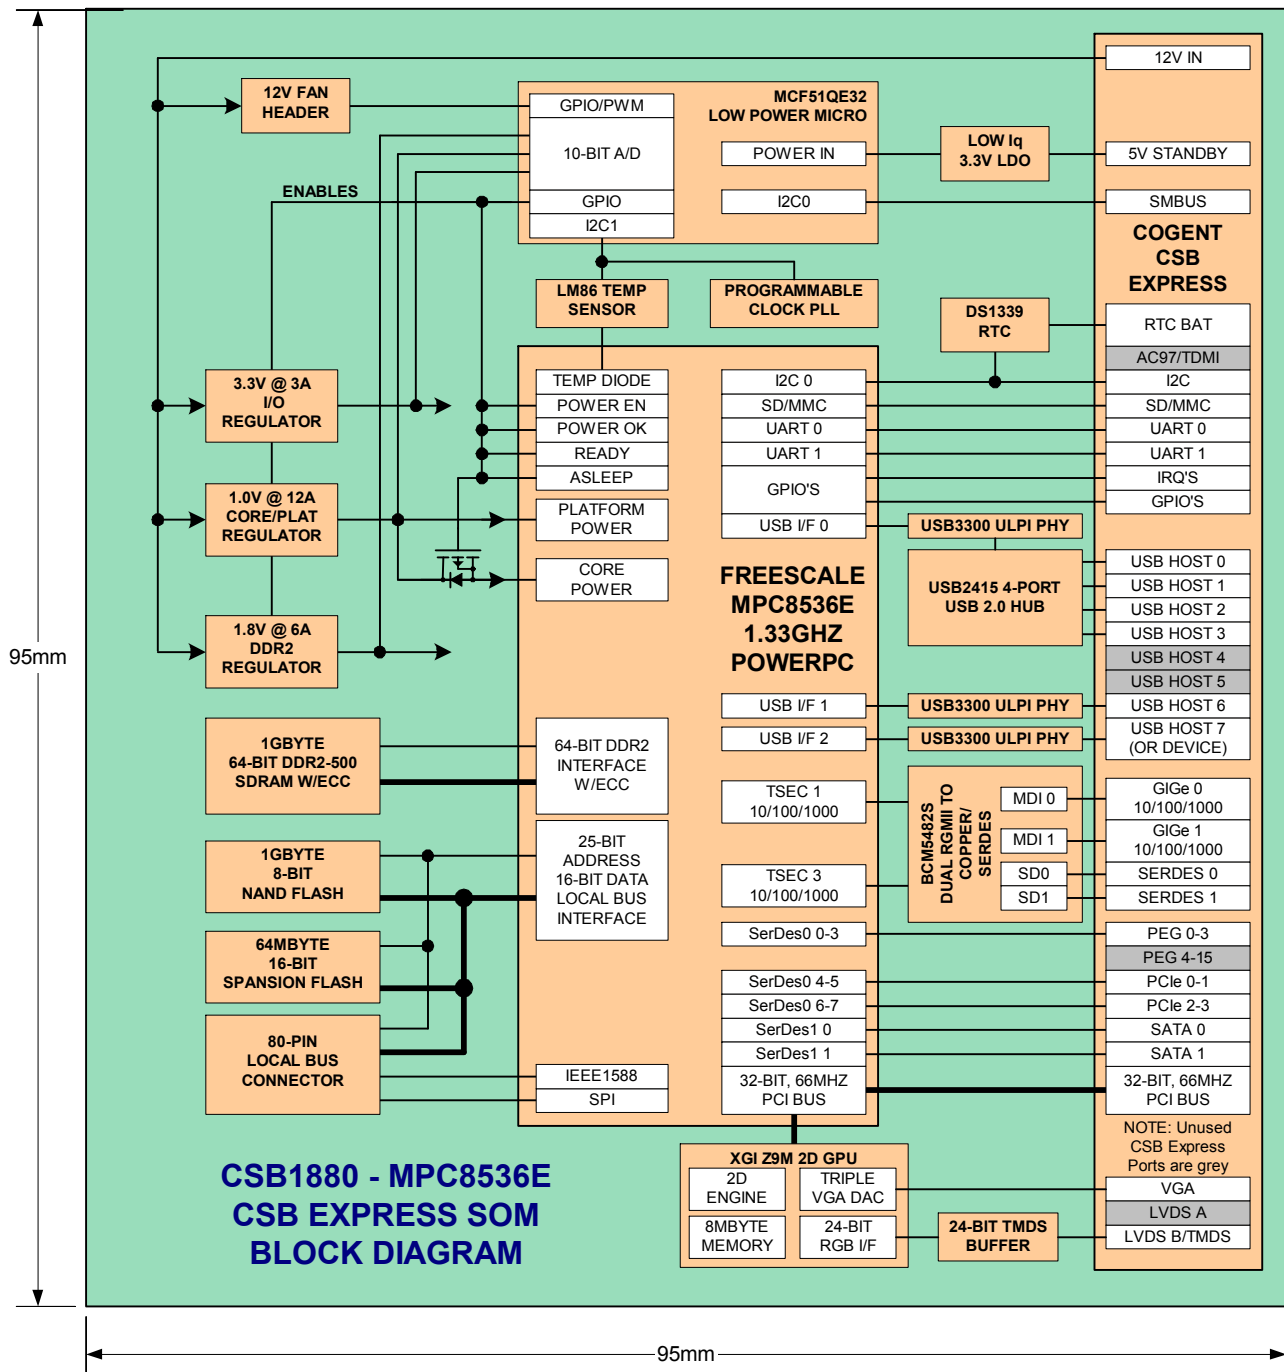 12V IN
12V FAN
HEADER
GPIO/PWM
10-BIT A/D
GPIO
I2C1
MCF51QE32
LOW POWER MICRO
POWER IN
I2C0
LOW Iq
3.3V LDO
5V STANDBY
SMBUS
ENABLES
COGENT
CSB
EXPRESS
LM86 TEMP
SENSOR
PROGRAMMABLE
CLOCK PLL
DS1339
RTC
RTC BAT
AC97/TDMI
I2C
SD/MMC
UART 0
UART 1
IRQ'S
GPIO'S
3.3V @ 3A
I/O
REGULATOR
1.0V @ 12A
CORE/PLAT
REGULATOR
1.8V @ 6A
DDR2
REGULATOR
TEMP DIODE
POWER EN
POWER OK
READY
ASLEEP
PLATFORM
POWER
CORE
POWER
I2C 0
SD/MMC
UART 0
UART 1
GPIO'S
USB I/F 0
USB3300 ULPI PHY
USB2415 4-PORT
USB 2.0 HUB
USB HOST 0
USB HOST 1
USB HOST 2
USB HOST 3
USB HOST 4
USB HOST 5
USB HOST 6
USB HOST 7
(OR DEVICE)
FREESCALE
MPC8536E
1.33GHZ
POWERPC
95mm
USB I/F 1
USB3300 ULPI PHY
USB I/F 2
USB3300 ULPI PHY
1GBYTE
64-BIT DDR2-500
SDRAM W/ECC
64-BIT DDR2
INTERFACE
W/ECC
TSEC 1
10/100/1000
TSEC 3
10/100/1000
BCM5482S
DUAL RGMII TO
COPPER/
SERDES
MDI 0
MDI 1
SD0
SD1
GIGe 0
10/100/1000
GIGe 1
10/100/1000
SERDES 0
SERDES 1
1GBYTE
8-BIT
NAND FLASH
25-BIT
ADDRESS
16-BIT DATA
LOCAL BUS
INTERFACE
64MBYTE
16-BIT
SPANSION FLASH
80-PIN
LOCAL BUS
CONNECTOR
IEEE1588
SPI
SerDes0 0-3
SerDes0 4-5
SerDes0 6-7
SerDes1 0
SerDes1 1
32-BIT, 66MHZ
PCI BUS
PEG 0-3
PEG 4-15
PCIe 0-1
PCIe 2-3
SATA 0
SATA 1
32-BIT, 66MHZ
PCI BUS
NOTE: Unused
CSB Express
Ports are grey
VGA
LVDS A
LVDS B/TMDS
XGI Z9M 2D GPU
2D
ENGINE
TRIPLE
VGA DAC
8MBYTE
MEMORY
24-BIT
RGB I/F
24-BIT TMDS
BUFFER
CSB1880 - MPC8536E
CSB EXPRESS SOM
BLOCK DIAGRAM
95mm